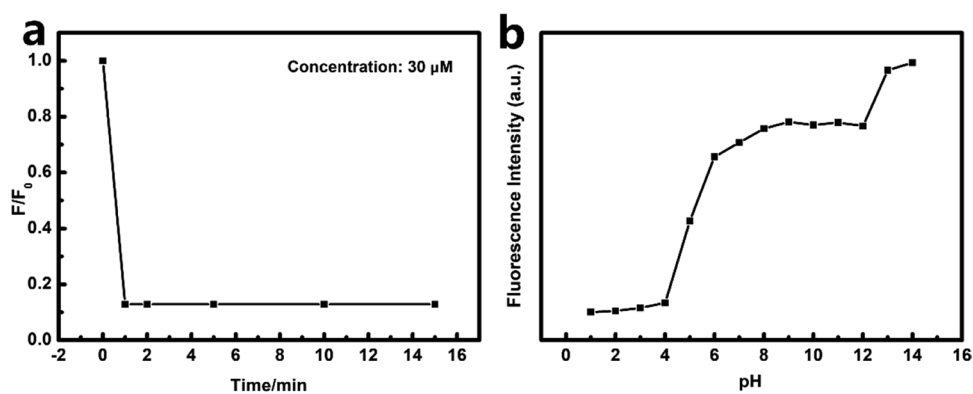 a
Concentration: 30 μM
F/F0
1.0
0.8
0.6
0.4
0.2
0.0
-2 0 2 4 6 8 10 12 14 16
Time/min
b
Fluorescence Intensity (a.u.)
0 2 4 6 8 10 12 14 16
pH